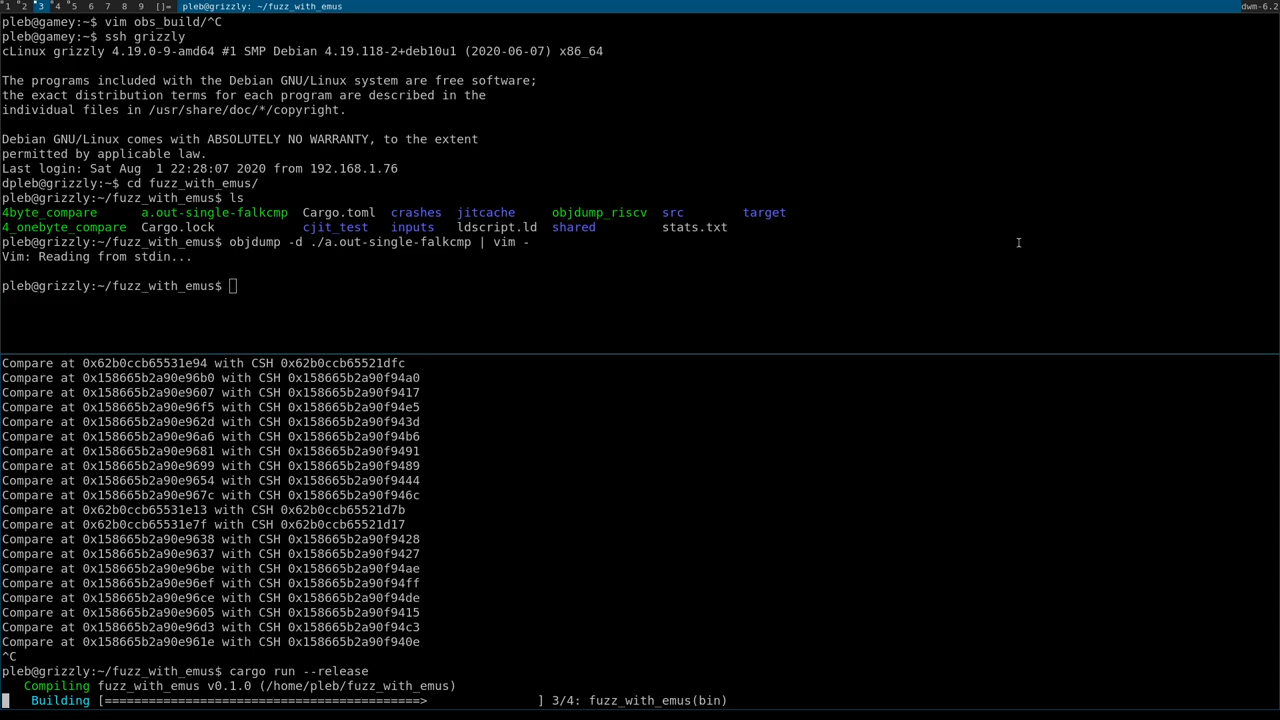 1 2 3 4 5 6 7 8 9 []= pleb@gamey: ~/fuzz_with_emus dwm-6.2
pleb@gamey:~$ vim obs_build/^C
pleb@gamey:~$ ssh grizzly
cLinux grizzly 4.19.0-9-amd64 #1 SMP Debian 4.19.118-2+deb10u1 (2020-06-07) x86_64
The programs included with the Debian GNU/Linux system are free software;
the exact distribution terms for each program are described in the
individual files in /usr/share/doc/*/copyright.
Debian GNU/Linux comes with ABSOLUTELY NO WARRANTY, to the extent
permitted by applicable law.
Last login: Sat Aug  1 22:28:07 2020 from 192.168.1.76
dpleb@grizzly:~$ cd fuzz_with_emus/
pleb@grizzly:~/fuzz_with_emus$ ls
4byte_compare a.out-single-falkcmp Cargo.toml crashes jitcache objdump_riscv src target
4_onebyte_compare Cargo.lock cjit_test inputs ldscript.ld shared stats.txt
pleb@grizzly:~/fuzz_with_emus$ objdump -d ./a.out-single-falkcmp | vim -
Vim: Reading from stdin...
pleb@grizzly:~/fuzz_with_emus$
Compare at 0x62b0ccb65531e94 with CSH 0x62b0ccb65521dfc
Compare at 0x158665b2a90e96b0 with CSH 0x158665b2a90f94a0
Compare at 0x158665b2a90e9607 with CSH 0x158665b2a90f9417
Compare at 0x158665b2a90e96f5 with CSH 0x158665b2a90f94e5
Compare at 0x158665b2a90e962d with CSH 0x158665b2a90f943d
Compare at 0x158665b2a90e96a6 with CSH 0x158665b2a90f94b6
Compare at 0x158665b2a90e9681 with CSH 0x158665b2a90f9491
Compare at 0x158665b2a90e9699 with CSH 0x158665b2a90f9489
Compare at 0x158665b2a90e9654 with CSH 0x158665b2a90f9444
Compare at 0x158665b2a90e967c with CSH 0x158665b2a90f946c
Compare at 0x62b0ccb65531e13 with CSH 0x62b0ccb65521d7b
Compare at 0x62b0ccb65531e7f with CSH 0x62b0ccb65521d17
Compare at 0x158665b2a90e9638 with CSH 0x158665b2a90f9428
Compare at 0x158665b2a90e9637 with CSH 0x158665b2a90f9427
Compare at 0x158665b2a90e96be with CSH 0x158665b2a90f94ae
Compare at 0x158665b2a90e96ef with CSH 0x158665b2a90f94ff
Compare at 0x158665b2a90e96ce with CSH 0x158665b2a90f94de
Compare at 0x158665b2a90e9605 with CSH 0x158665b2a90f9415
Compare at 0x158665b2a90e96d3 with CSH 0x158665b2a90f94c3
Compare at 0x158665b2a90e961e with CSH 0x158665b2a90f940e
^C
pleb@grizzly:~/fuzz_with_emus$ cargo run --release
Compiling fuzz_with_emus v0.1.0 (/home/pleb/fuzz_with_emus)
Building [===========================================> ] 3/4: fuzz_with_emus(bin)